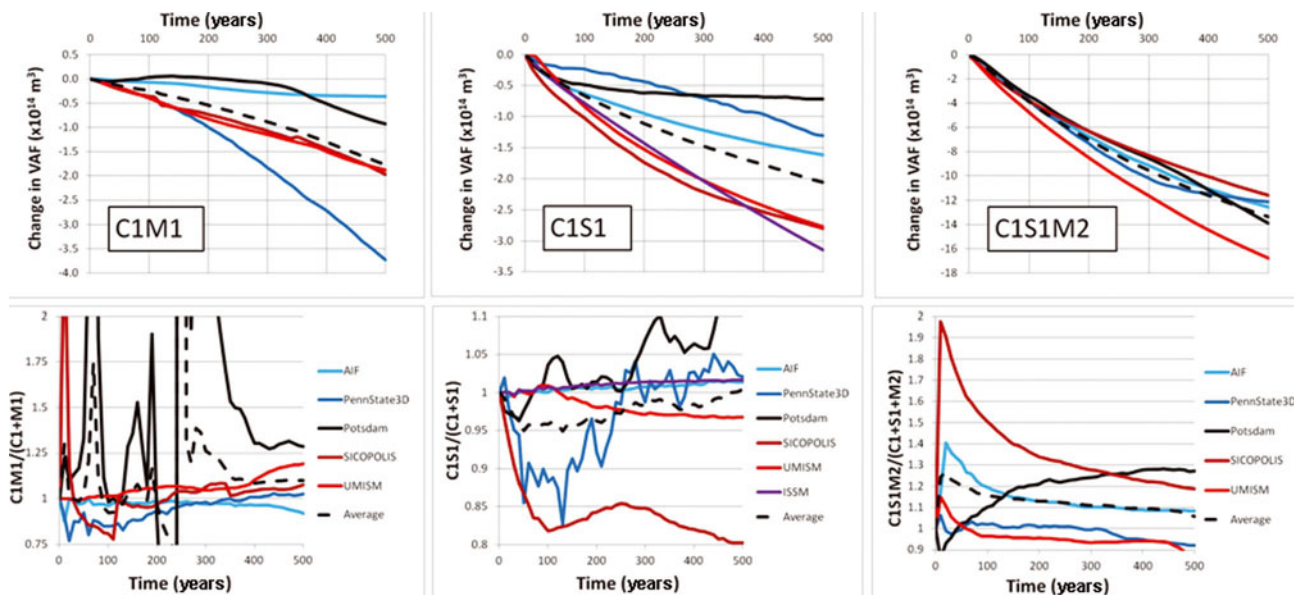 Time (years)
0 100 200 300 400 500
0.5
0.0
-0.5
-1.0
-1.5
-2.0
-2.5
-3.0
-3.5
-4.0
Change in VAF (x10¹⁴ m³)
C1M1
Time (years)
0 100 200 300 400 500
0.0
-0.5
-1.0
-1.5
-2.0
-2.5
-3.0
-3.5
Change in VAF (x10¹⁴ m³)
C1S1
Time (years)
0 100 200 300 400 500
0
-2
-4
-6
-8
-10
-12
-14
-16
-18
Change in VAF (x10¹⁴ m³)
C1S1M2
2
1.75
1.5
1.25
1
0.75
C1M1/(C1+M1)
0 100 200 300 400 500
Time (years)
AIF
PennState3D
Potsdam
SICOPOLIS
UMISM
Average
1.1
1.05
1
0.95
0.9
0.85
0.8
C1S1/(C1+S1)
0 100 200 300 400 500
Time (years)
AIF
PennState3D
Potsdam
SICOPOLIS
UMISM
ISSM
Average
2
1.9
1.8
1.7
1.6
1.5
1.4
1.3
1.2
1.1
1
0.9
C1S1M2/(C1+S1+M2)
0 100 200 300 400 500
Time (years)
AIF
PennState3D
Potsdam
SICOPOLIS
UMISM
Average